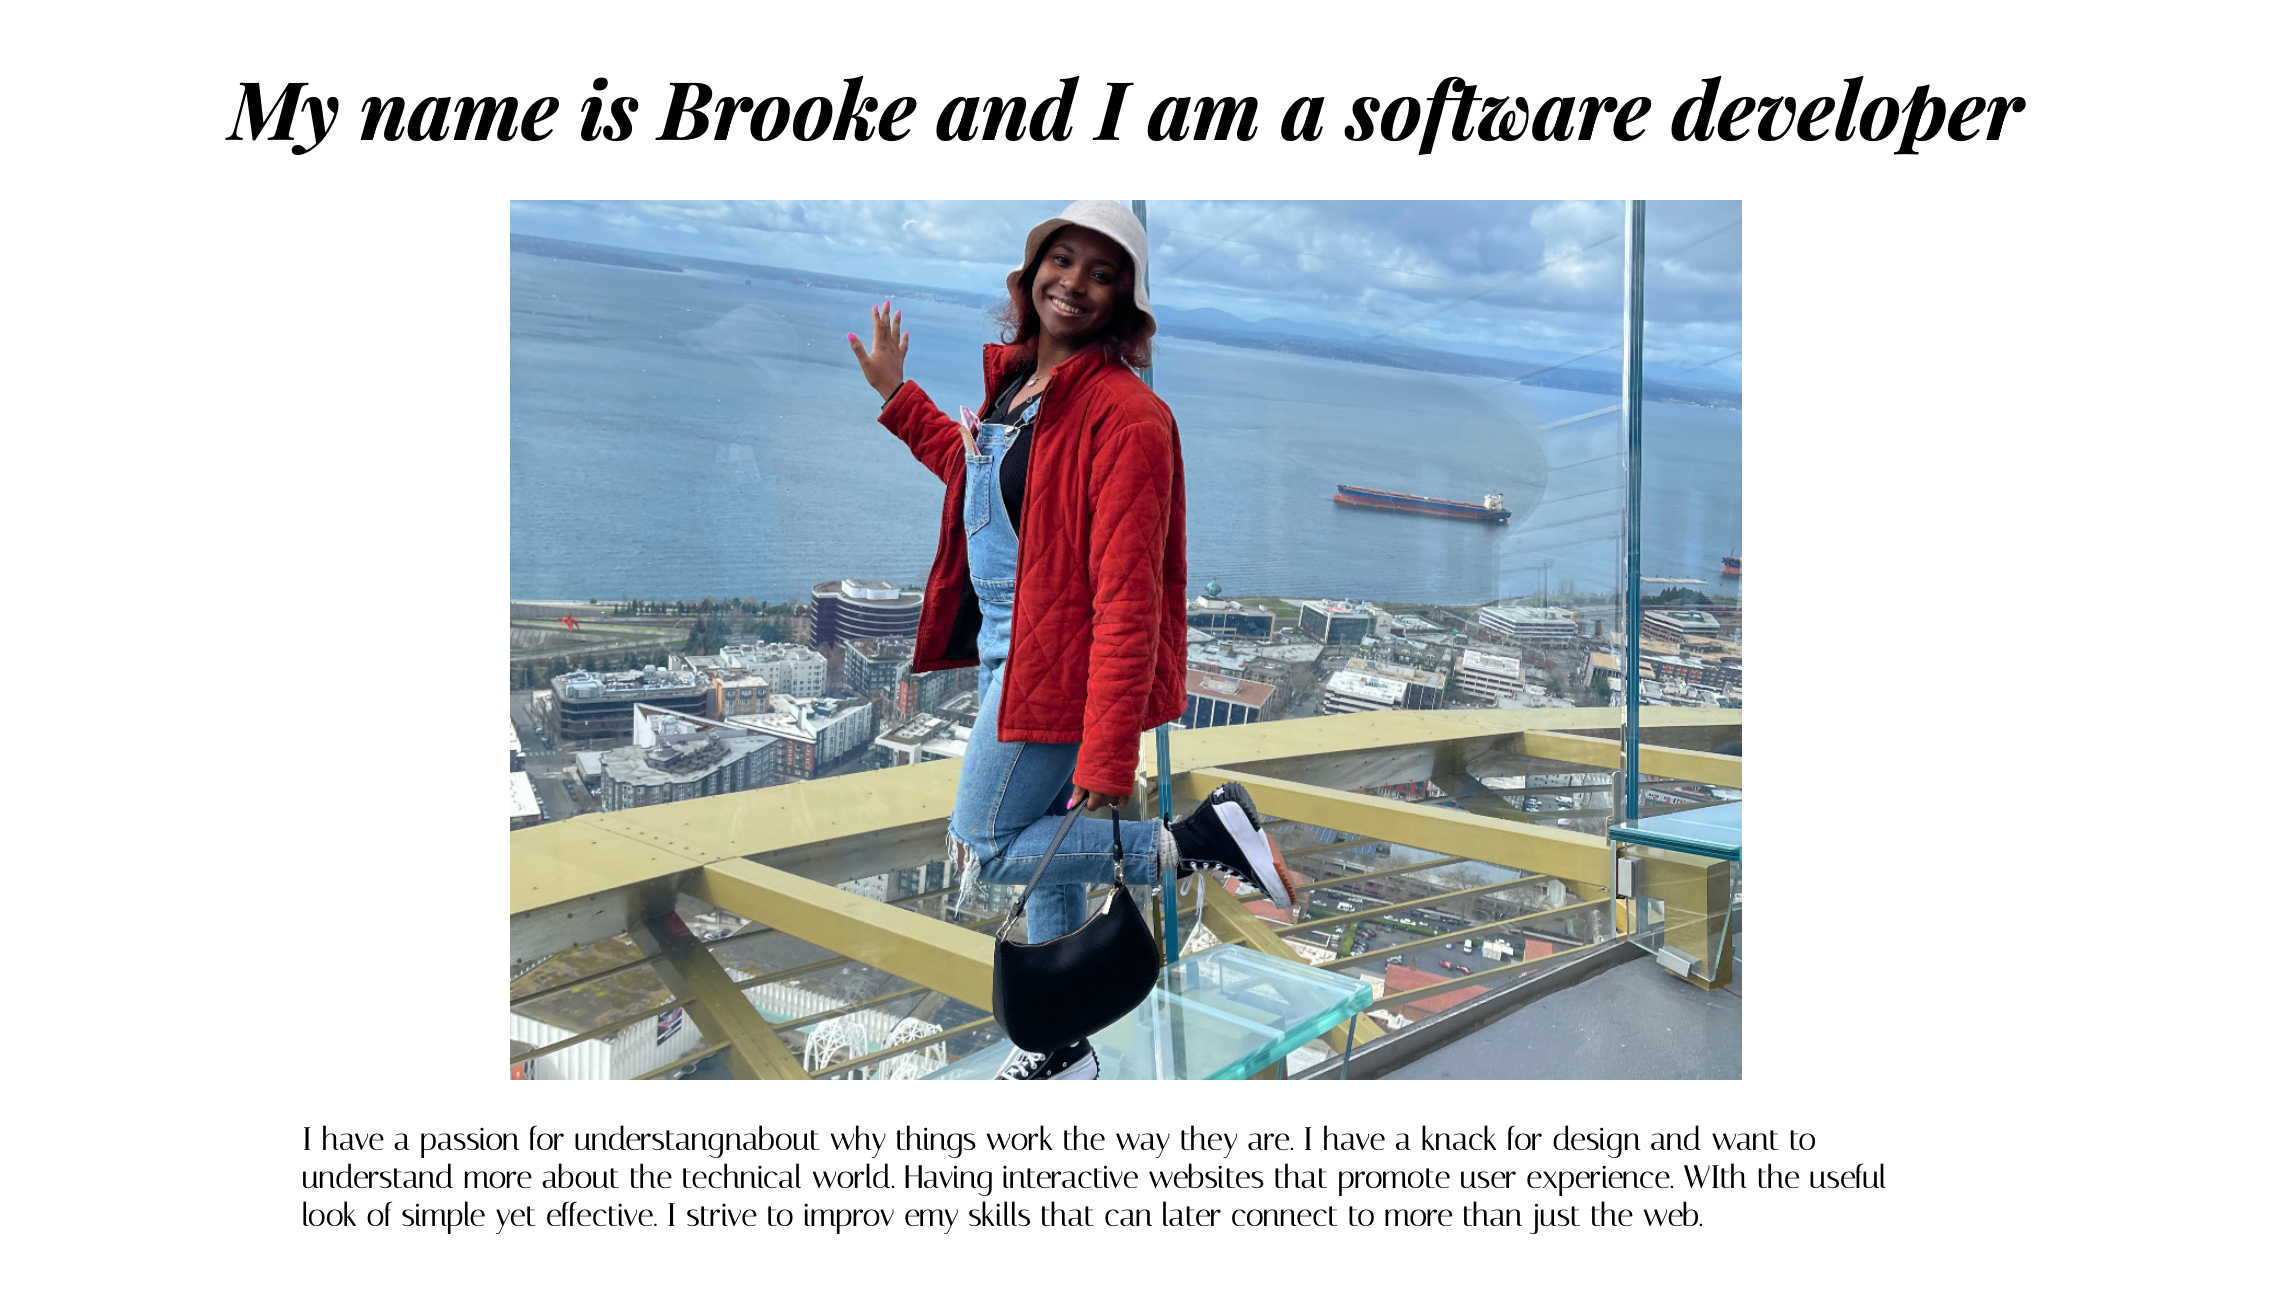 My name is Brooke and I am a software developer
I have a passion for understangnabout why things work the way they are. I have a knack for design and want to
understand more about the technical world. Having interactive websites that promote user experience. WIth the useful
look of simple yet effective. I strive to improv emy skills that can later connect to more than just the web.